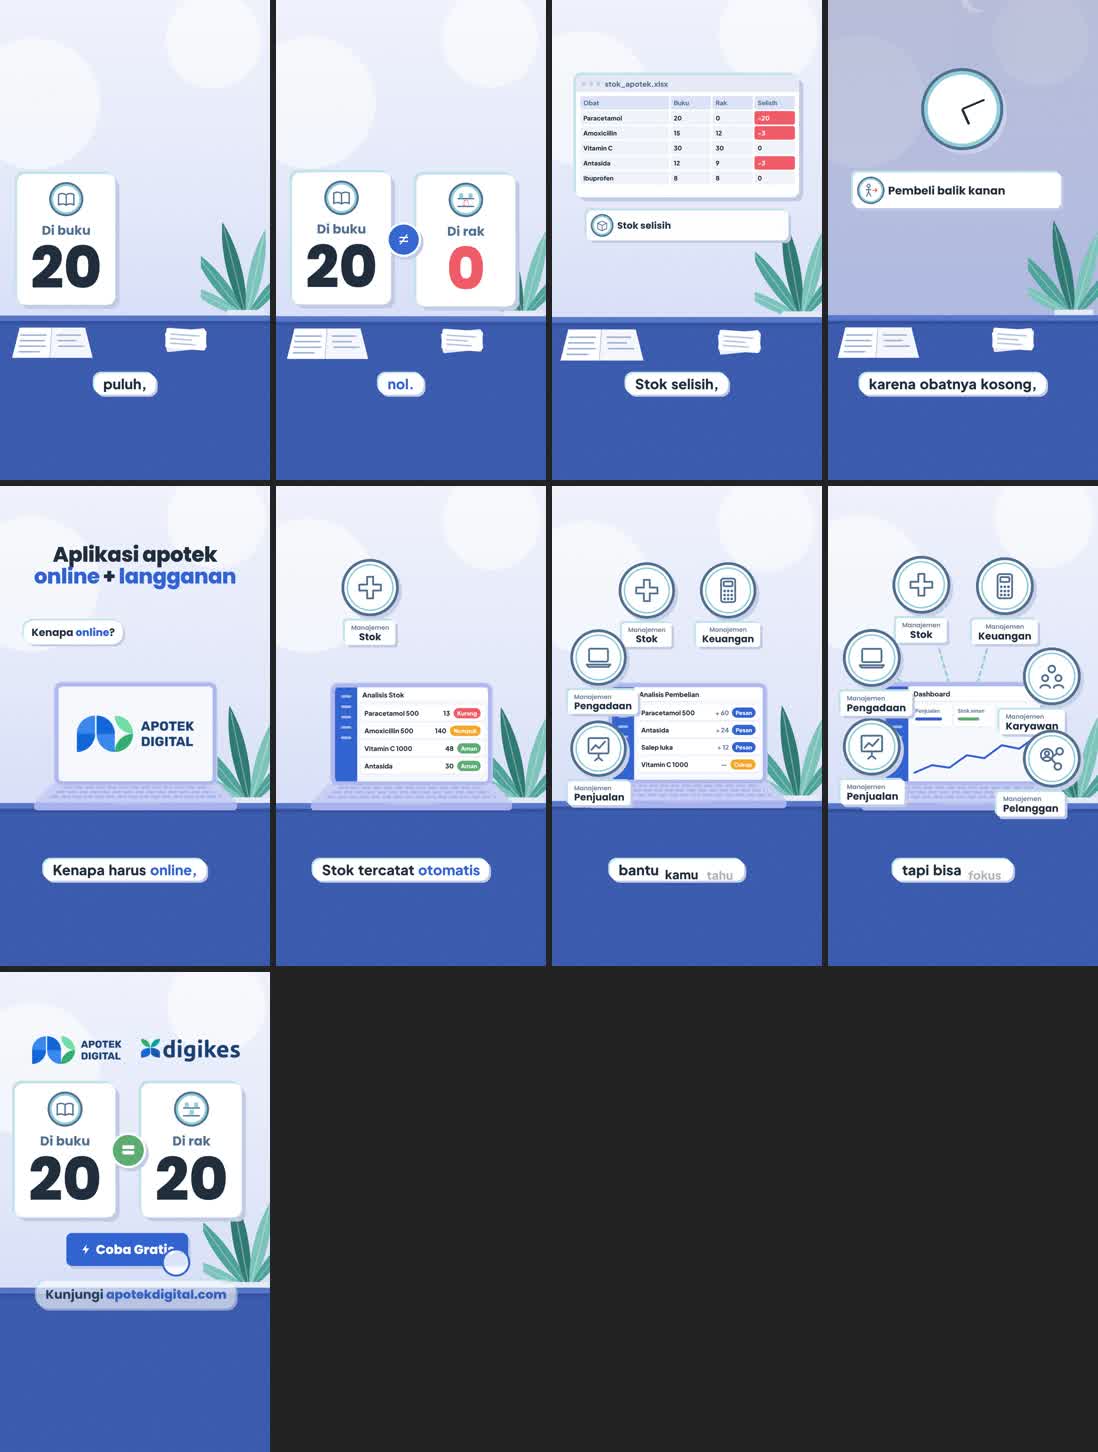 Di buku
20
puluh,
Di buku
20
≠
Di rak
0
nol.
stok_apotek.xlsx
Obat Buku Rak Selisih
Paracetamol 20 0 -20
Amoxicillin 15 12 -3
Vitamin C 30 30 0
Antasida 12 9 -3
Ibuprofen 8 8 0
Stok selisih
Stok selisih,
Pembeli balik kanan
karena obatnya kosong,
Aplikasi apotek
online + langganan
Kenapa online?
APOTEK
DIGITAL
Kenapa harus online,
Manajemen
Stok
Analisis Stok
Paracetamol 500 13 Kurang
Amoxicillin 500 140 Numpuk
Vitamin C 1000 48 Aman
Antasida 30 Aman
Stok tercatat otomatis
Manajemen
Stok
Manajemen
Keuangan
Manajemen
Pengadaan
Manajemen
Penjualan
Analisis Pembelian
Paracetamol 500 +60 Pesan
Antasida +24 Pesan
Salep luka +12 Pesan
Vitamin C 1000 — Cukup
bantu kamu tahu
Manajemen
Stok
Manajemen
Keuangan
Manajemen
Pengadaan
Manajemen
Karyawan
Manajemen
Penjualan
Manajemen
Pelanggan
Dashboard
Penjualan Stok aman
tapi bisa fokus
APOTEK
DIGITAL
digikes
Di buku
20
=
Di rak
20
Coba Gratis
Kunjungi apotekdigital.com